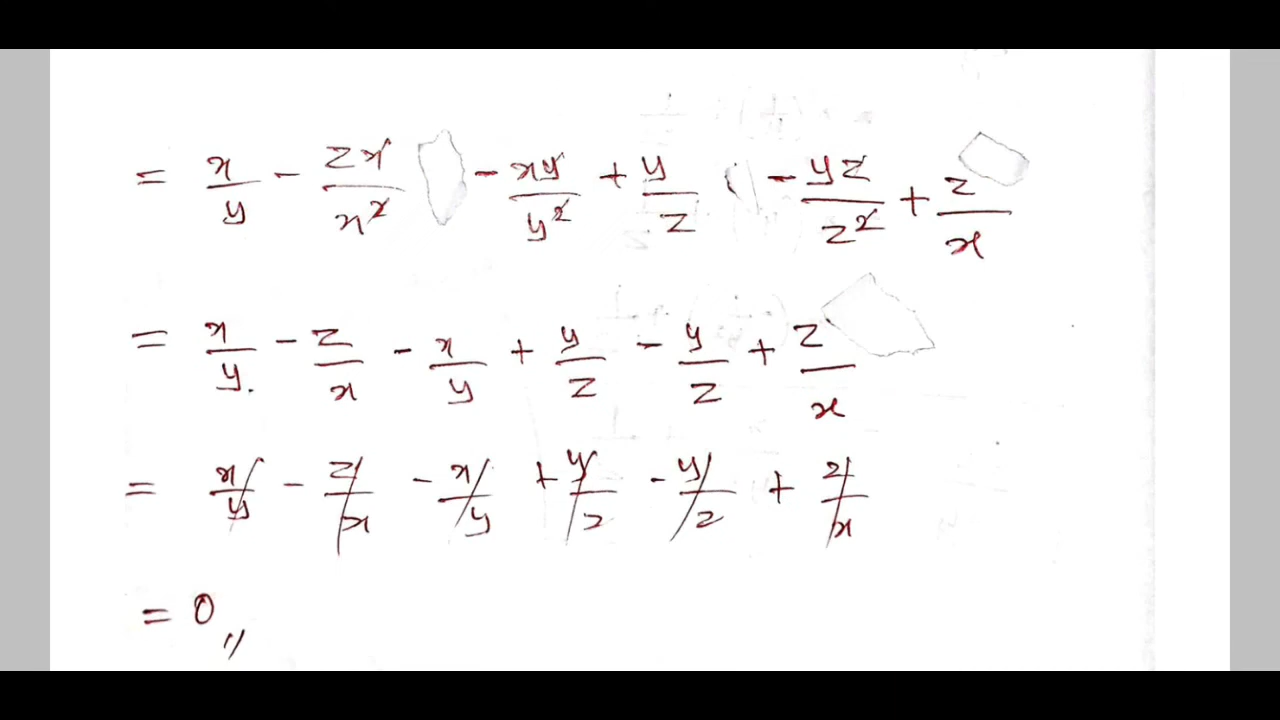 = x/y - zx/x² - xy/y² + y/z - yz/z² + z/x
= x/y - z/x - x/y + y/z - y/z + z/x
= x/y - z/x - x/y + y/z - y/z + z/x
= 0 //